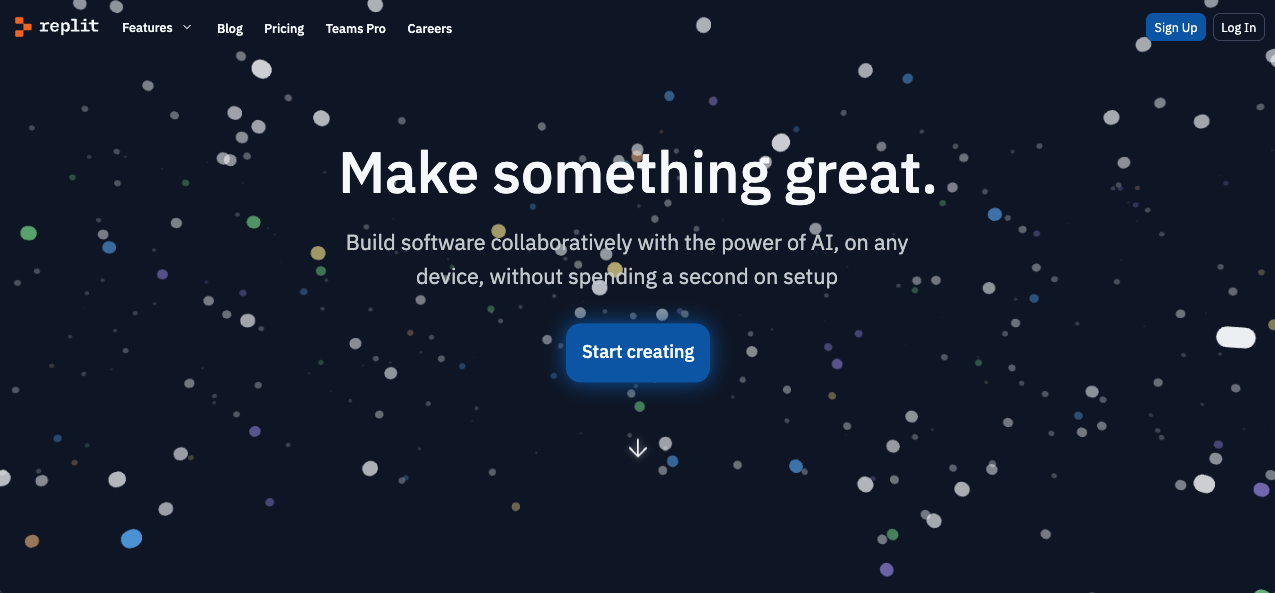 replit Features Blog Pricing Teams Pro Careers Sign Up Log In
Make something great.
Build software collaboratively with the power of AI, on any
device, without spending a second on setup
Start creating